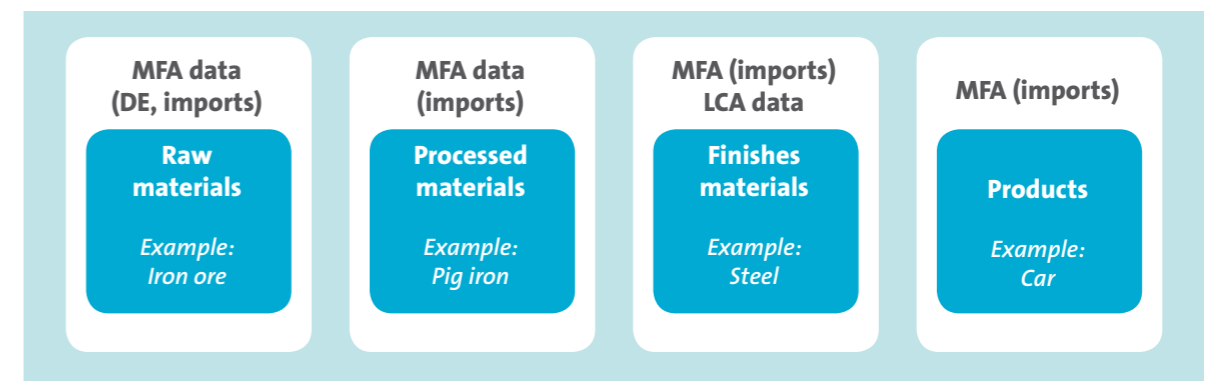 MFA data
(DE, imports)
Raw
materials
Example:
Iron ore
MFA data
(imports)
Processed
materials
Example:
Pig iron
MFA (imports)
LCA data
Finishes
materials
Example:
Steel
MFA (imports)
Products
Example:
Car